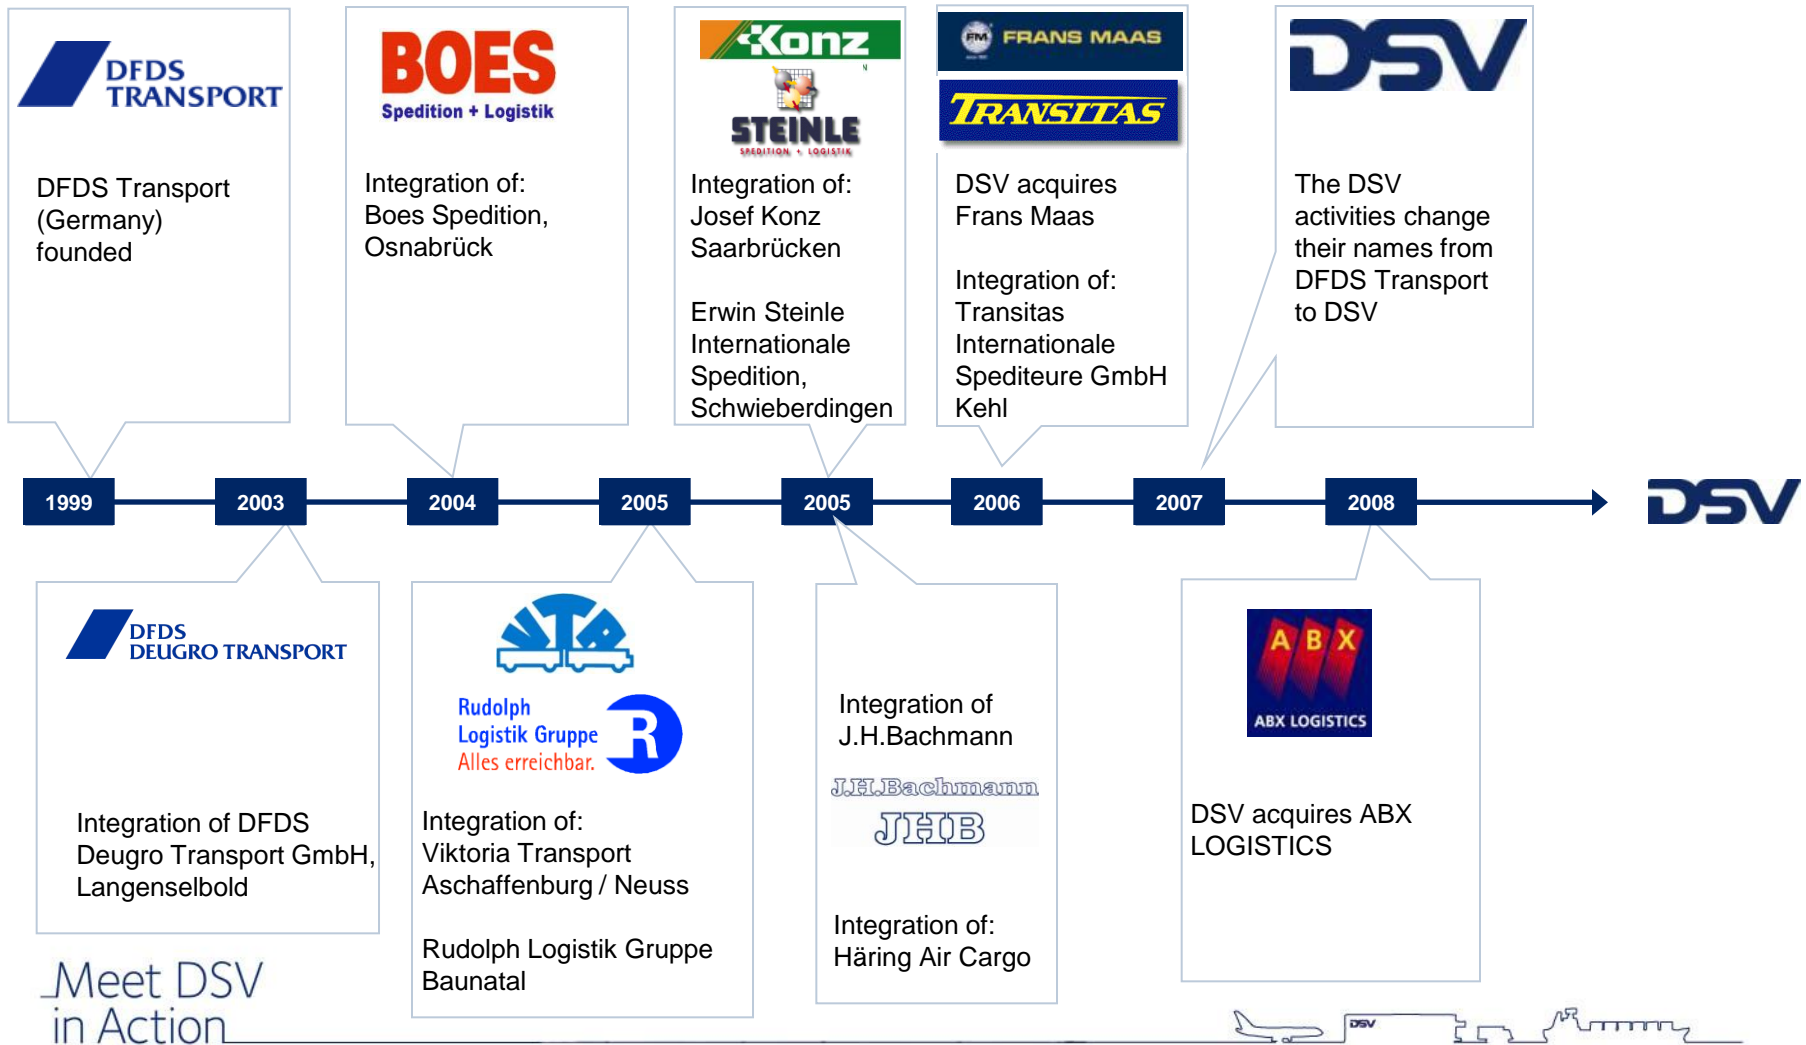 DFDS
TRANSPORT
DFDS Transport
(Germany)
founded
BOES
Spedition + Logistik
Integration of:
Boes Spedition,
Osnabrück
Konz
STEINLE
SPEDITION + LOGISTIK
Integration of:
Josef Konz
Saarbrücken
Erwin Steinle
Internationale
Spedition,
Schwieberdingen
FM FRANS MAAS
TRANSITAS
DSV acquires
Frans Maas
Integration of:
Transitas
Internationale
Spediteure GmbH
Kehl
DSV
The DSV
activities change
their names from
DFDS Transport
to DSV
1999 2003 2004 2005 2005 2006 2007 2008 DSV
DFDS
DEUGRO TRANSPORT
Integration of DFDS
Deugro Transport GmbH,
Langenselbold
VTA
Rudolph
Logistik Gruppe
Alles erreichbar.
R
Integration of:
Viktoria Transport
Aschaffenburg / Neuss
Rudolph Logistik Gruppe
Baunatal
Integration of
J.H.Bachmann
J.H.Bachmann
JHB
Integration of:
Häring Air Cargo
ABX
ABX LOGISTICS
DSV acquires ABX
LOGISTICS
Meet DSV
in Action
DSV